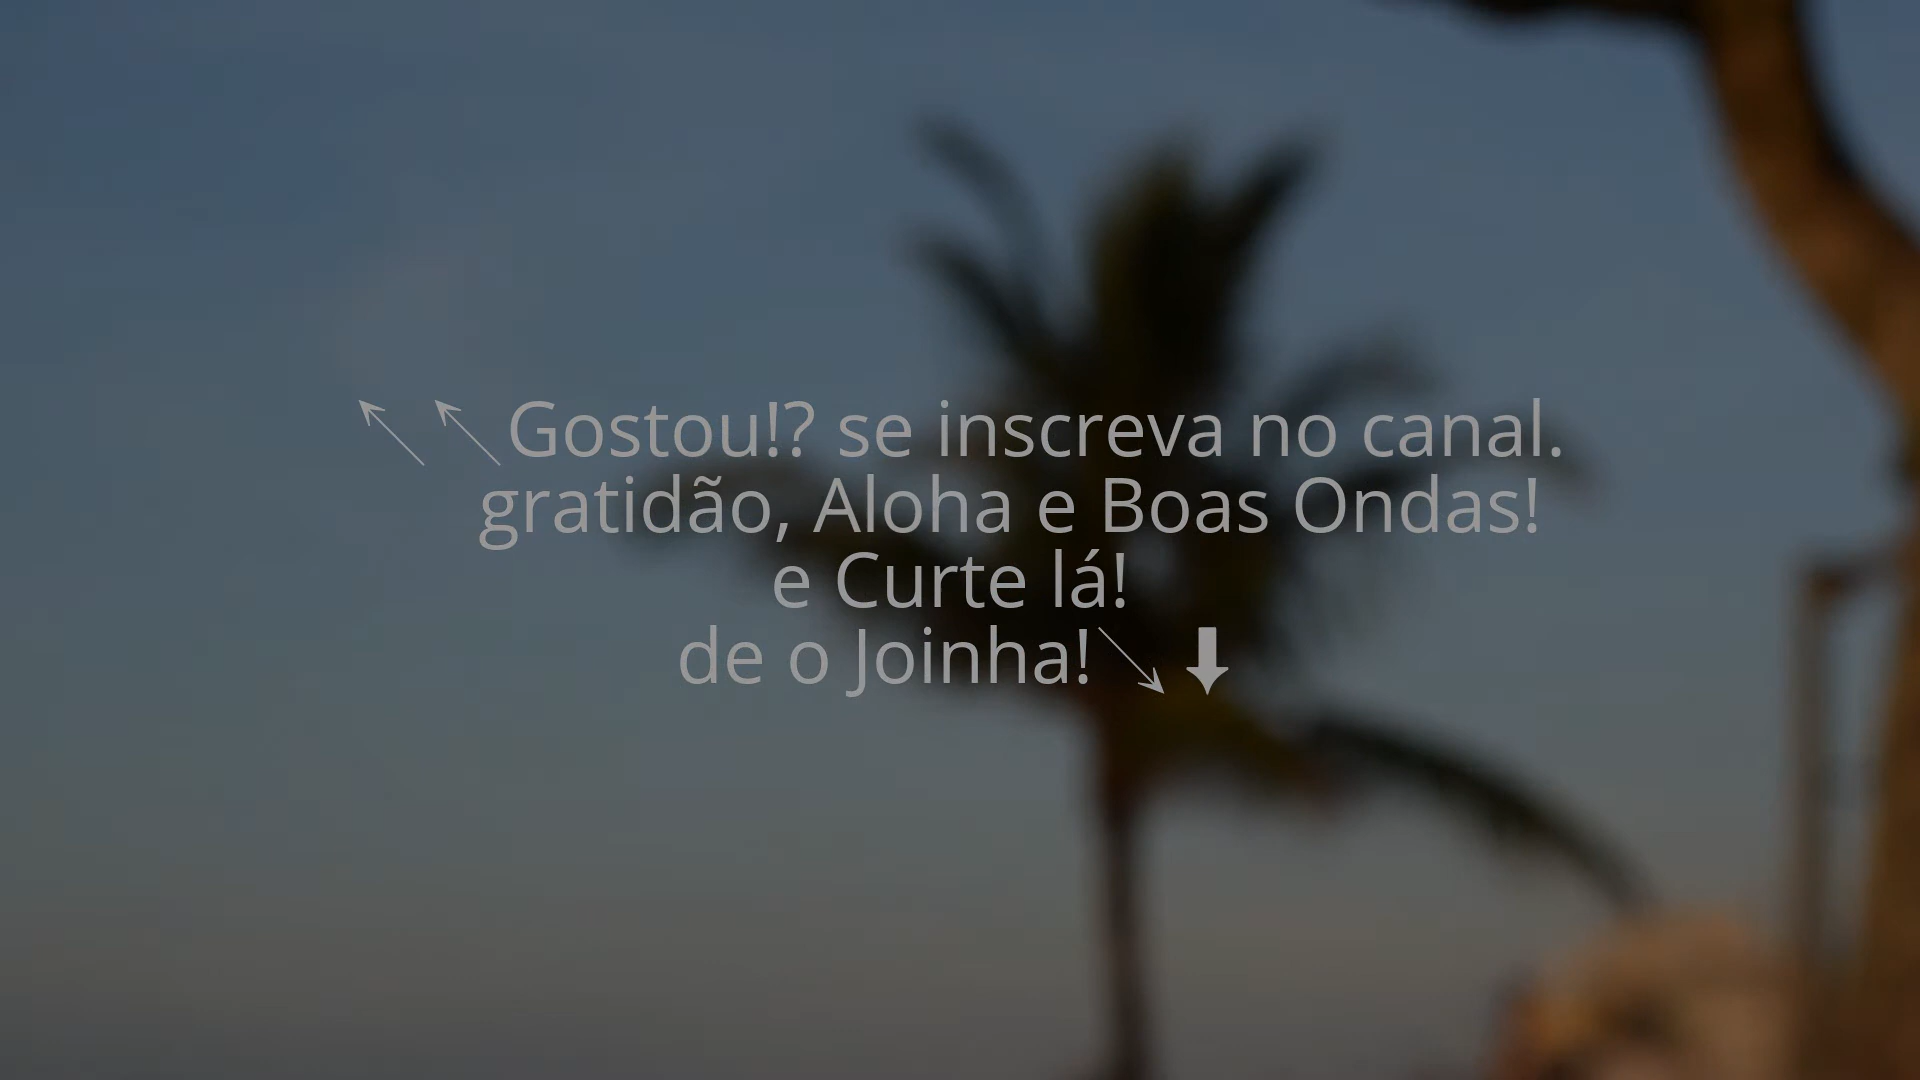 ↖↖Gostou!? se inscreva no canal.
gratidão, Aloha e Boas Ondas!
e Curte lá!
de o Joinha!↘⬇